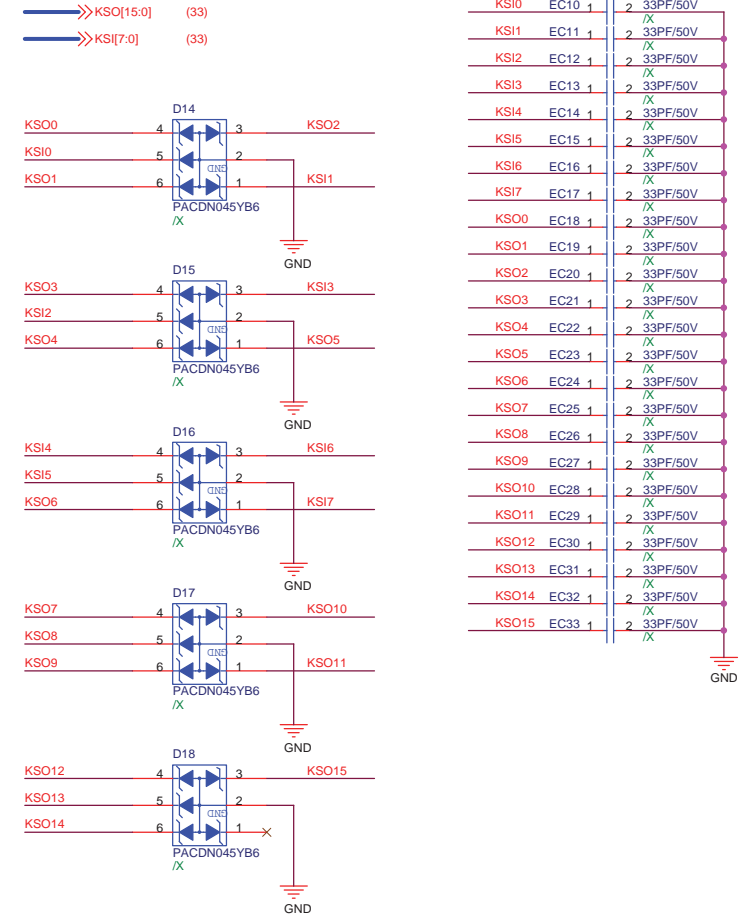 KSO[15:0] (33)
KSI[7:0] (33)
D14
KSO0 4 3 KSO2
KSI0 5 2
GND
KSO1 6 1 KSI1
PACDN045YB6
/X
GND
D15
KSO3 4 3 KSI3
KSI2 5 2
GND
KSO4 6 1 KSO5
PACDN045YB6
/X
GND
D16
KSI4 4 3 KSI6
KSI5 5 2
GND
KSO6 6 1 KSI7
PACDN045YB6
/X
GND
D17
KSO7 4 3 KSO10
KSO8 5 2
GND
KSO9 6 1 KSO11
PACDN045YB6
/X
GND
D18
KSO12 4 3 KSO15
KSO13 5 2
GND
KSO14 6 1
PACDN045YB6
/X
GND
KSI0 EC10 1 2 33PF/50V
/X
KSI1 EC11 1 2 33PF/50V
/X
KSI2 EC12 1 2 33PF/50V
/X
KSI3 EC13 1 2 33PF/50V
/X
KSI4 EC14 1 2 33PF/50V
/X
KSI5 EC15 1 2 33PF/50V
/X
KSI6 EC16 1 2 33PF/50V
/X
KSI7 EC17 1 2 33PF/50V
/X
KSO0 EC18 1 2 33PF/50V
/X
KSO1 EC19 1 2 33PF/50V
/X
KSO2 EC20 1 2 33PF/50V
/X
KSO3 EC21 1 2 33PF/50V
/X
KSO4 EC22 1 2 33PF/50V
/X
KSO5 EC23 1 2 33PF/50V
/X
KSO6 EC24 1 2 33PF/50V
/X
KSO7 EC25 1 2 33PF/50V
/X
KSO8 EC26 1 2 33PF/50V
/X
KSO9 EC27 1 2 33PF/50V
/X
KSO10 EC28 1 2 33PF/50V
/X
KSO11 EC29 1 2 33PF/50V
/X
KSO12 EC30 1 2 33PF/50V
/X
KSO13 EC31 1 2 33PF/50V
/X
KSO14 EC32 1 2 33PF/50V
/X
KSO15 EC33 1 2 33PF/50V
/X
GND